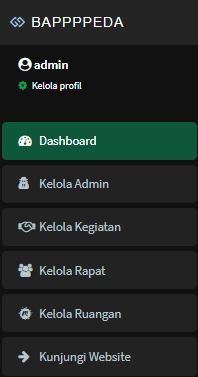 BAPPPPEDA
admin
Kelola profil
Dashboard
Kelola Admin
Kelola Kegiatan
Kelola Rapat
Kelola Ruangan
Kunjungi Website